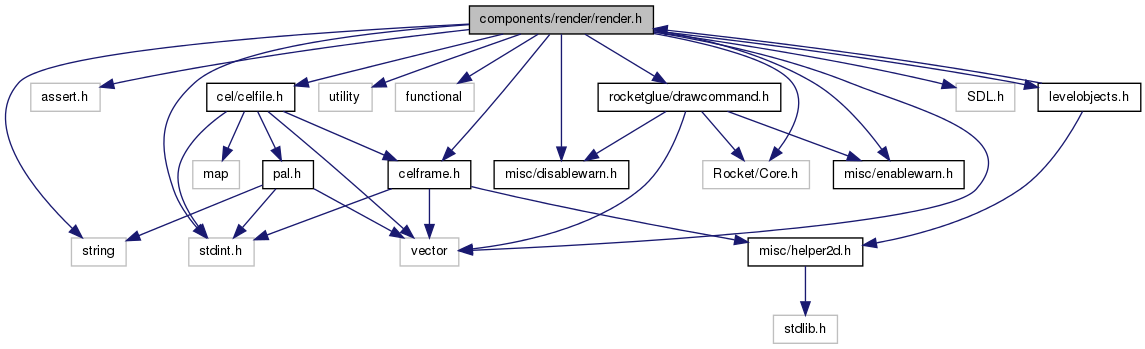 components/render/render.h
assert.h
cel/celfile.h
utility
functional
rocketglue/drawcommand.h
SDL.h
levelobjects.h
map
pal.h
celframe.h
misc/disablewarn.h
Rocket/Core.h
misc/enablewarn.h
string
stdint.h
vector
misc/helper2d.h
stdlib.h